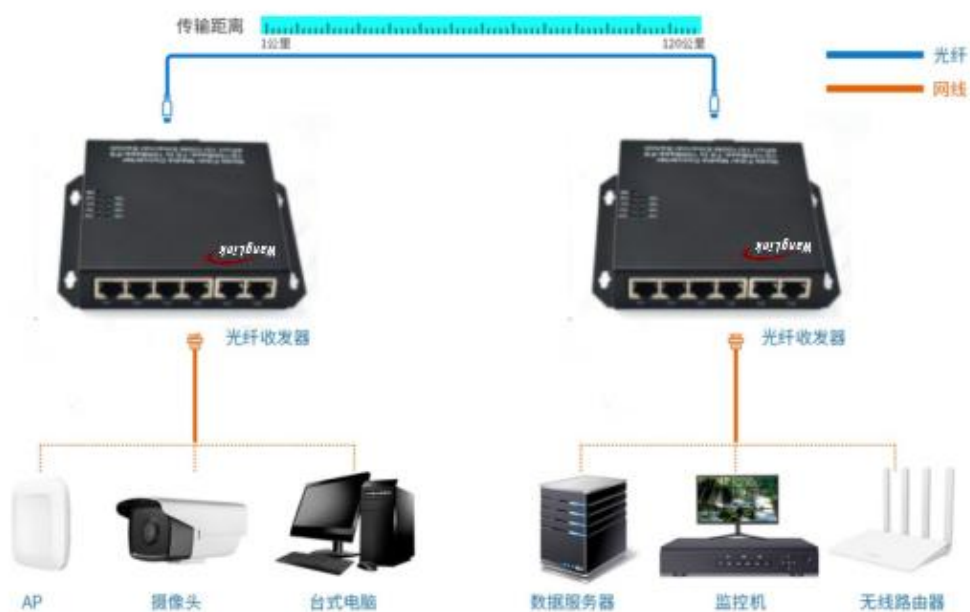 传输距离
1公里
120公里
光纤
网线
WangLink
WangLink
光纤收发器
光纤收发器
AP
摄像头
台式电脑
数据服务器
监控机
无线路由器